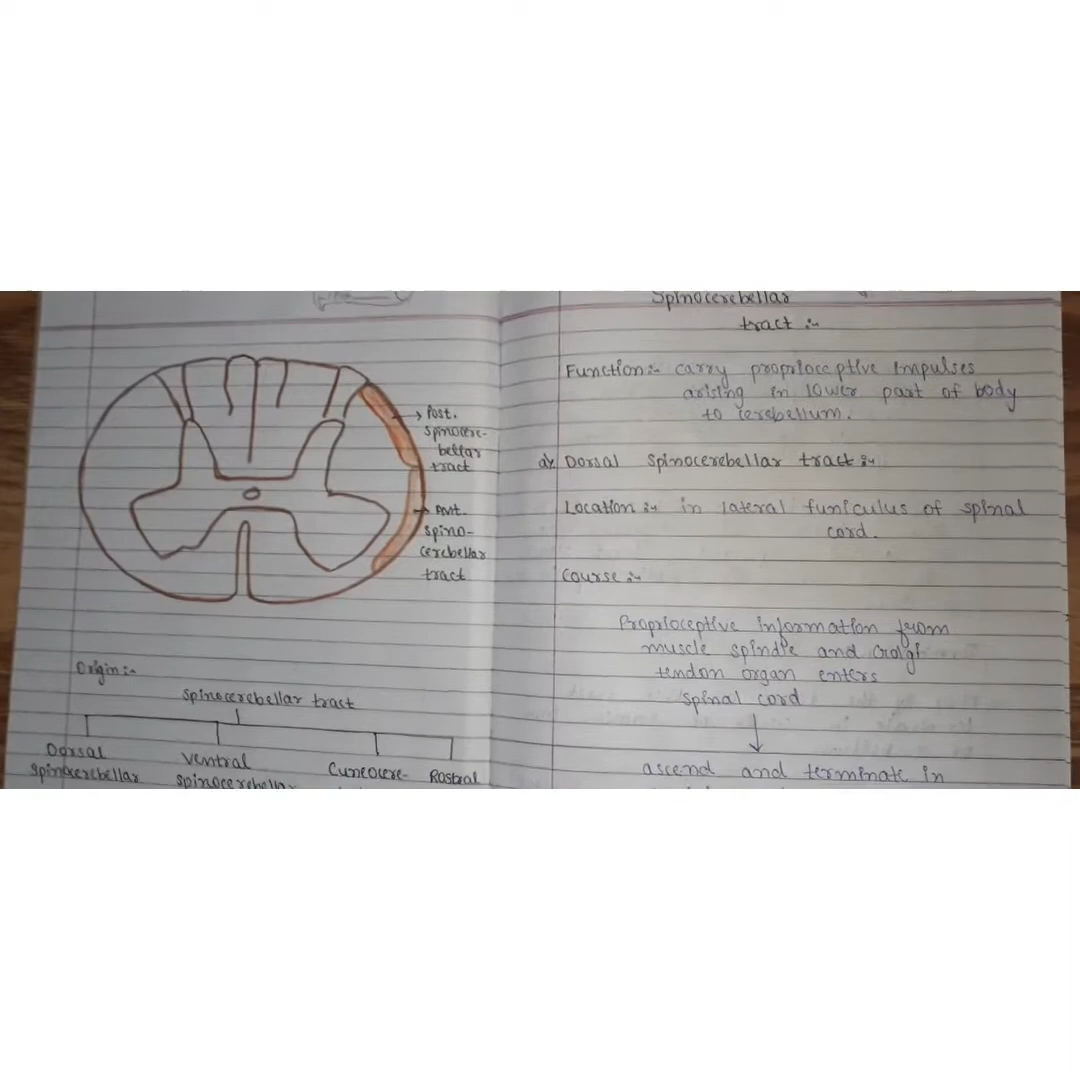 Post.
spinocere-
bellar
tract
Ant.
spino-
cerebellar
tract
Origin :-
spinocerebellar tract
Dorsal
spinocerebellar
ventral
spinocerebellar
Cuneocere-
Rostral
Spinocerebellar
tract :-
Function :- carry proprioceptive impulses
arising in lower part of body
to cerebellum.
Dorsal spinocerebellar tract :-
Location :- in lateral funiculus of spinal
cord.
Course :-
Proprioceptive information from
muscle spindle and Golgi
tendon organ enters
spinal cord
ascend and terminate in